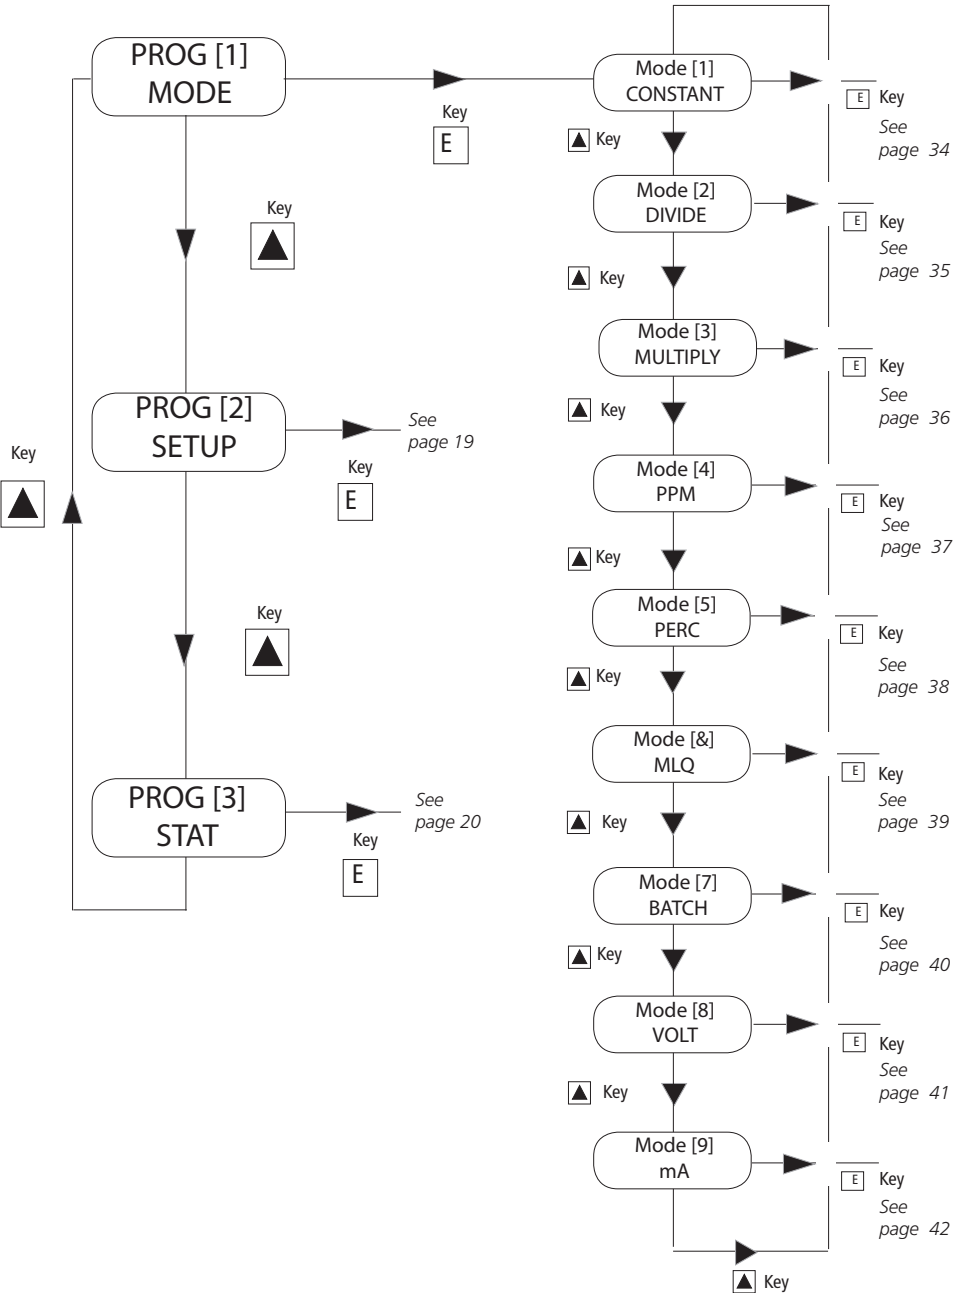 PROG [1]
MODE
Key
E
Key
PROG [2]
SETUP
See
page 19
Key
E
Key
Key
PROG [3]
STAT
See
page 20
Key
E
Mode [1]
CONSTANT
E Key
See
page 34
Key
Mode [2]
DIVIDE
E Key
See
page 35
Key
Mode [3]
MULTIPLY
E Key
See
page 36
Key
Mode [4]
PPM
E Key
See
page 37
Key
Mode [5]
PERC
E Key
See
page 38
Key
Mode [&]
MLQ
E Key
See
page 39
Key
Mode [7]
BATCH
E Key
See
page 40
Key
Mode [8]
VOLT
E Key
See
page 41
Key
Mode [9]
mA
E Key
See
page 42
Key